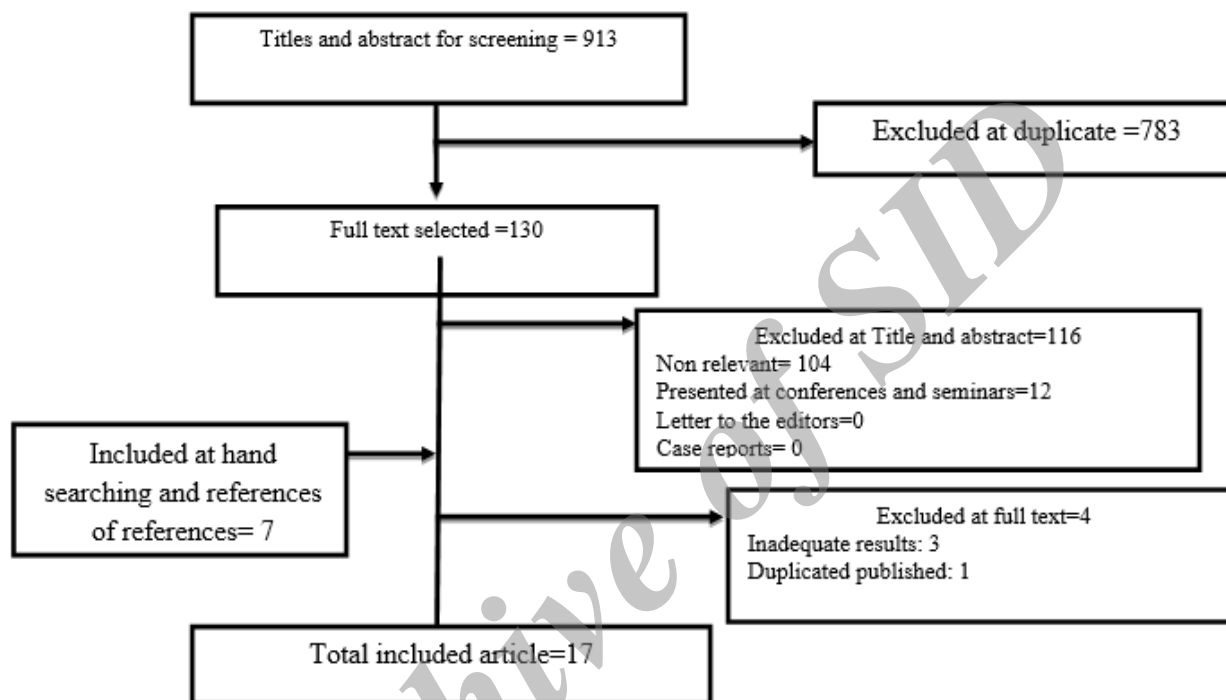 Titles and abstract for screening = 913
Excluded at duplicate =783
Full text selected =130
Excluded at Title and abstract=116
Non relevant= 104
Presented at conferences and seminars=12
Letter to the editors=0
Case reports= 0
Included at hand
searching and references
of references= 7
Excluded at full text=4
Inadequate results: 3
Duplicated published: 1
Total included article=17
hive of SID